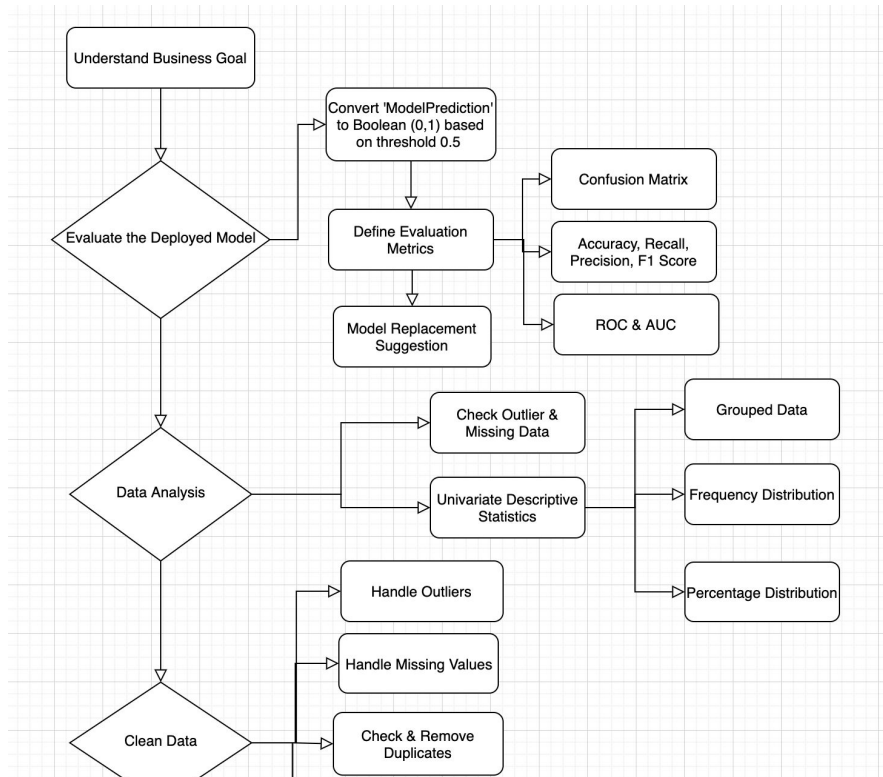 Understand Business Goal
Convert 'ModelPrediction'
to Boolean (0,1) based
on threshold 0.5
Evaluate the Deployed Model
Define Evaluation
Metrics
Model Replacement
Suggestion
Confusion Matrix
Accuracy, Recall,
Precision, F1 Score
ROC & AUC
Data Analysis
Check Outlier &
Missing Data
Univariate Descriptive
Statistics
Grouped Data
Frequency Distribution
Percentage Distribution
Clean Data
Handle Outliers
Handle Missing Values
Check & Remove
Duplicates